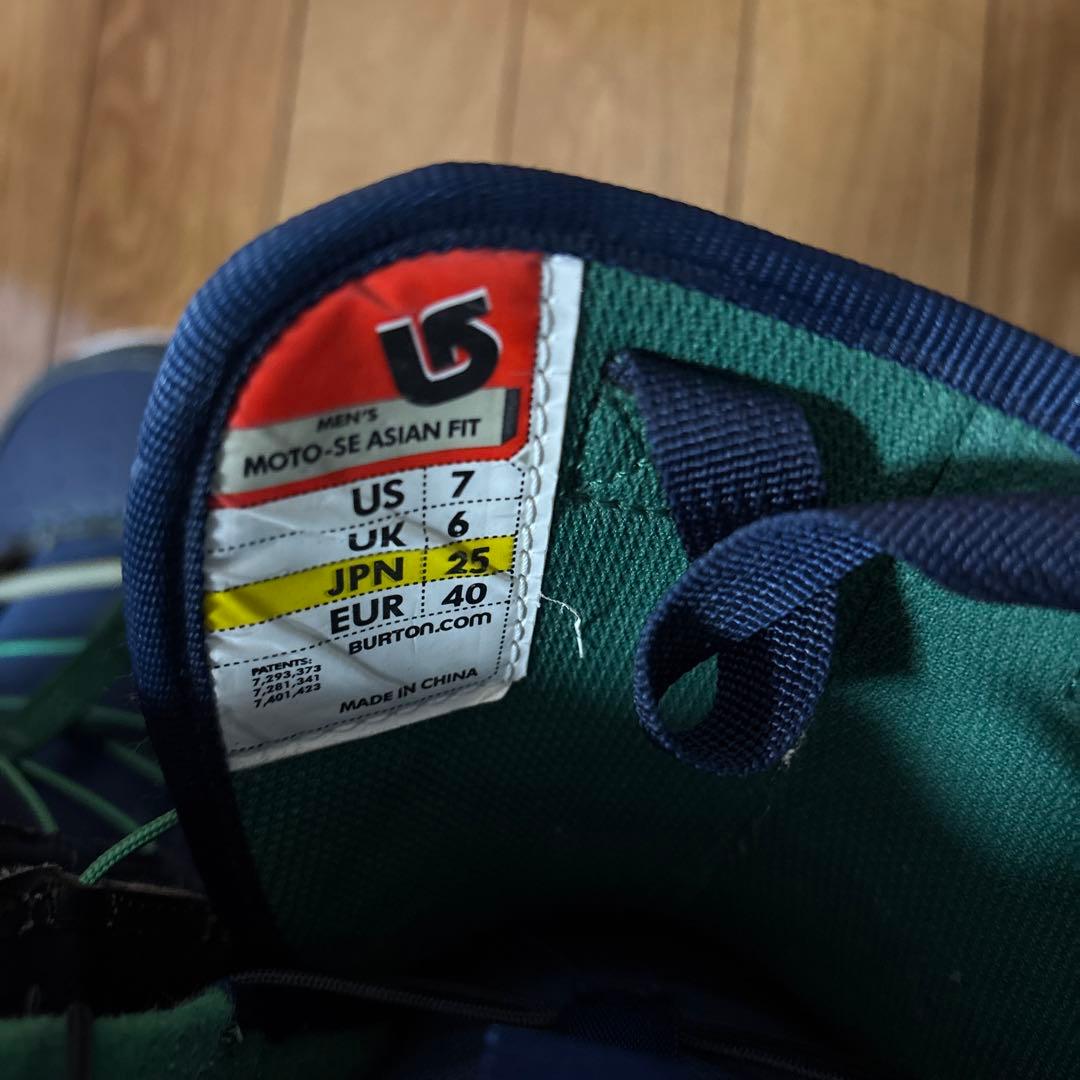 MEN'S
MOTO-SE ASIAN FIT
US 7
UK 6
JPN 25
EUR 40
BURTON.COM
PATENTS:
7,293,373
7,281,341
7,401,423
MADE IN CHINA